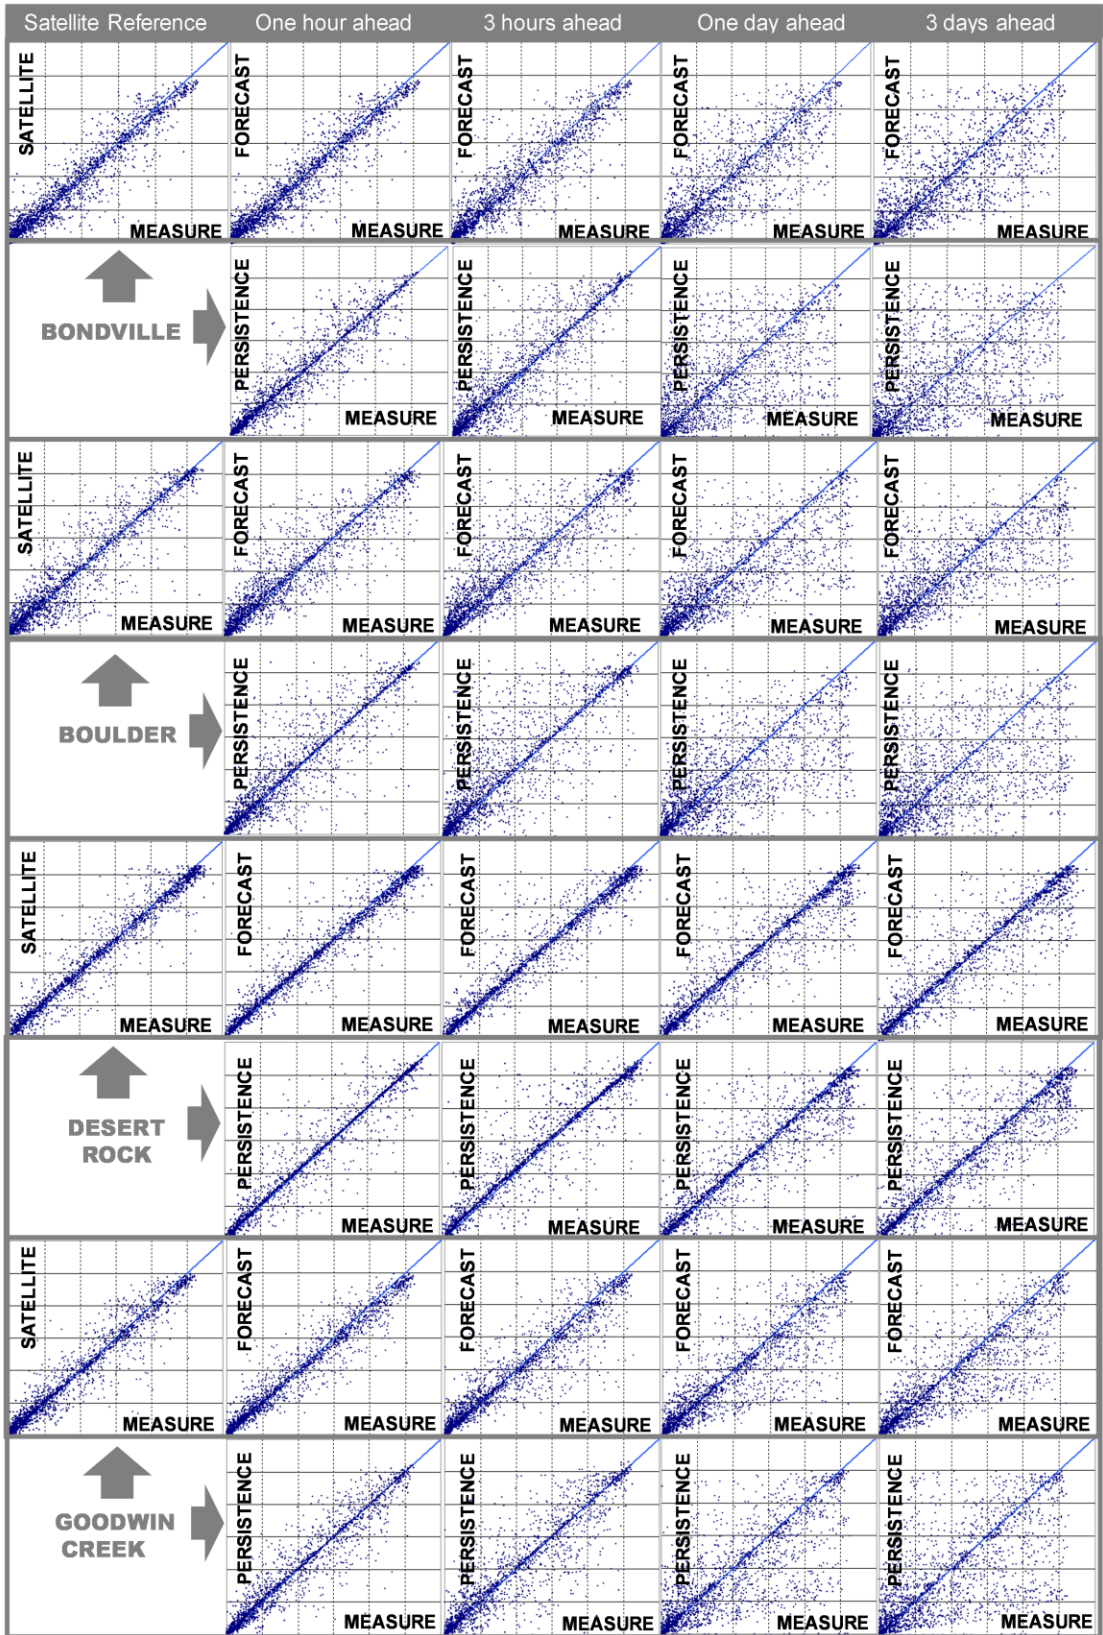 Satellite Reference One hour ahead 3 hours ahead One day ahead 3 days ahead
SATELLITE FORECAST FORECAST FORECAST FORECAST
MEASURE MEASURE MEASURE MEASURE MEASURE
BONDVILLE
PERSISTENCE PERSISTENCE PERSISTENCE PERSISTENCE
MEASURE MEASURE MEASURE MEASURE
SATELLITE FORECAST FORECAST FORECAST FORECAST
MEASURE MEASURE MEASURE MEASURE MEASURE
BOULDER
PERSISTENCE PERSISTENCE PERSISTENCE PERSISTENCE
SATELLITE FORECAST FORECAST FORECAST FORECAST
MEASURE MEASURE MEASURE MEASURE MEASURE
DESERT
ROCK
PERSISTENCE PERSISTENCE PERSISTENCE PERSISTENCE
MEASURE MEASURE MEASURE MEASURE
SATELLITE FORECAST FORECAST FORECAST FORECAST
MEASURE MEASURE MEASURE MEASURE MEASURE
GOODWIN
CREEK
PERSISTENCE PERSISTENCE PERSISTENCE PERSISTENCE
MEASURE MEASURE MEASURE MEASURE